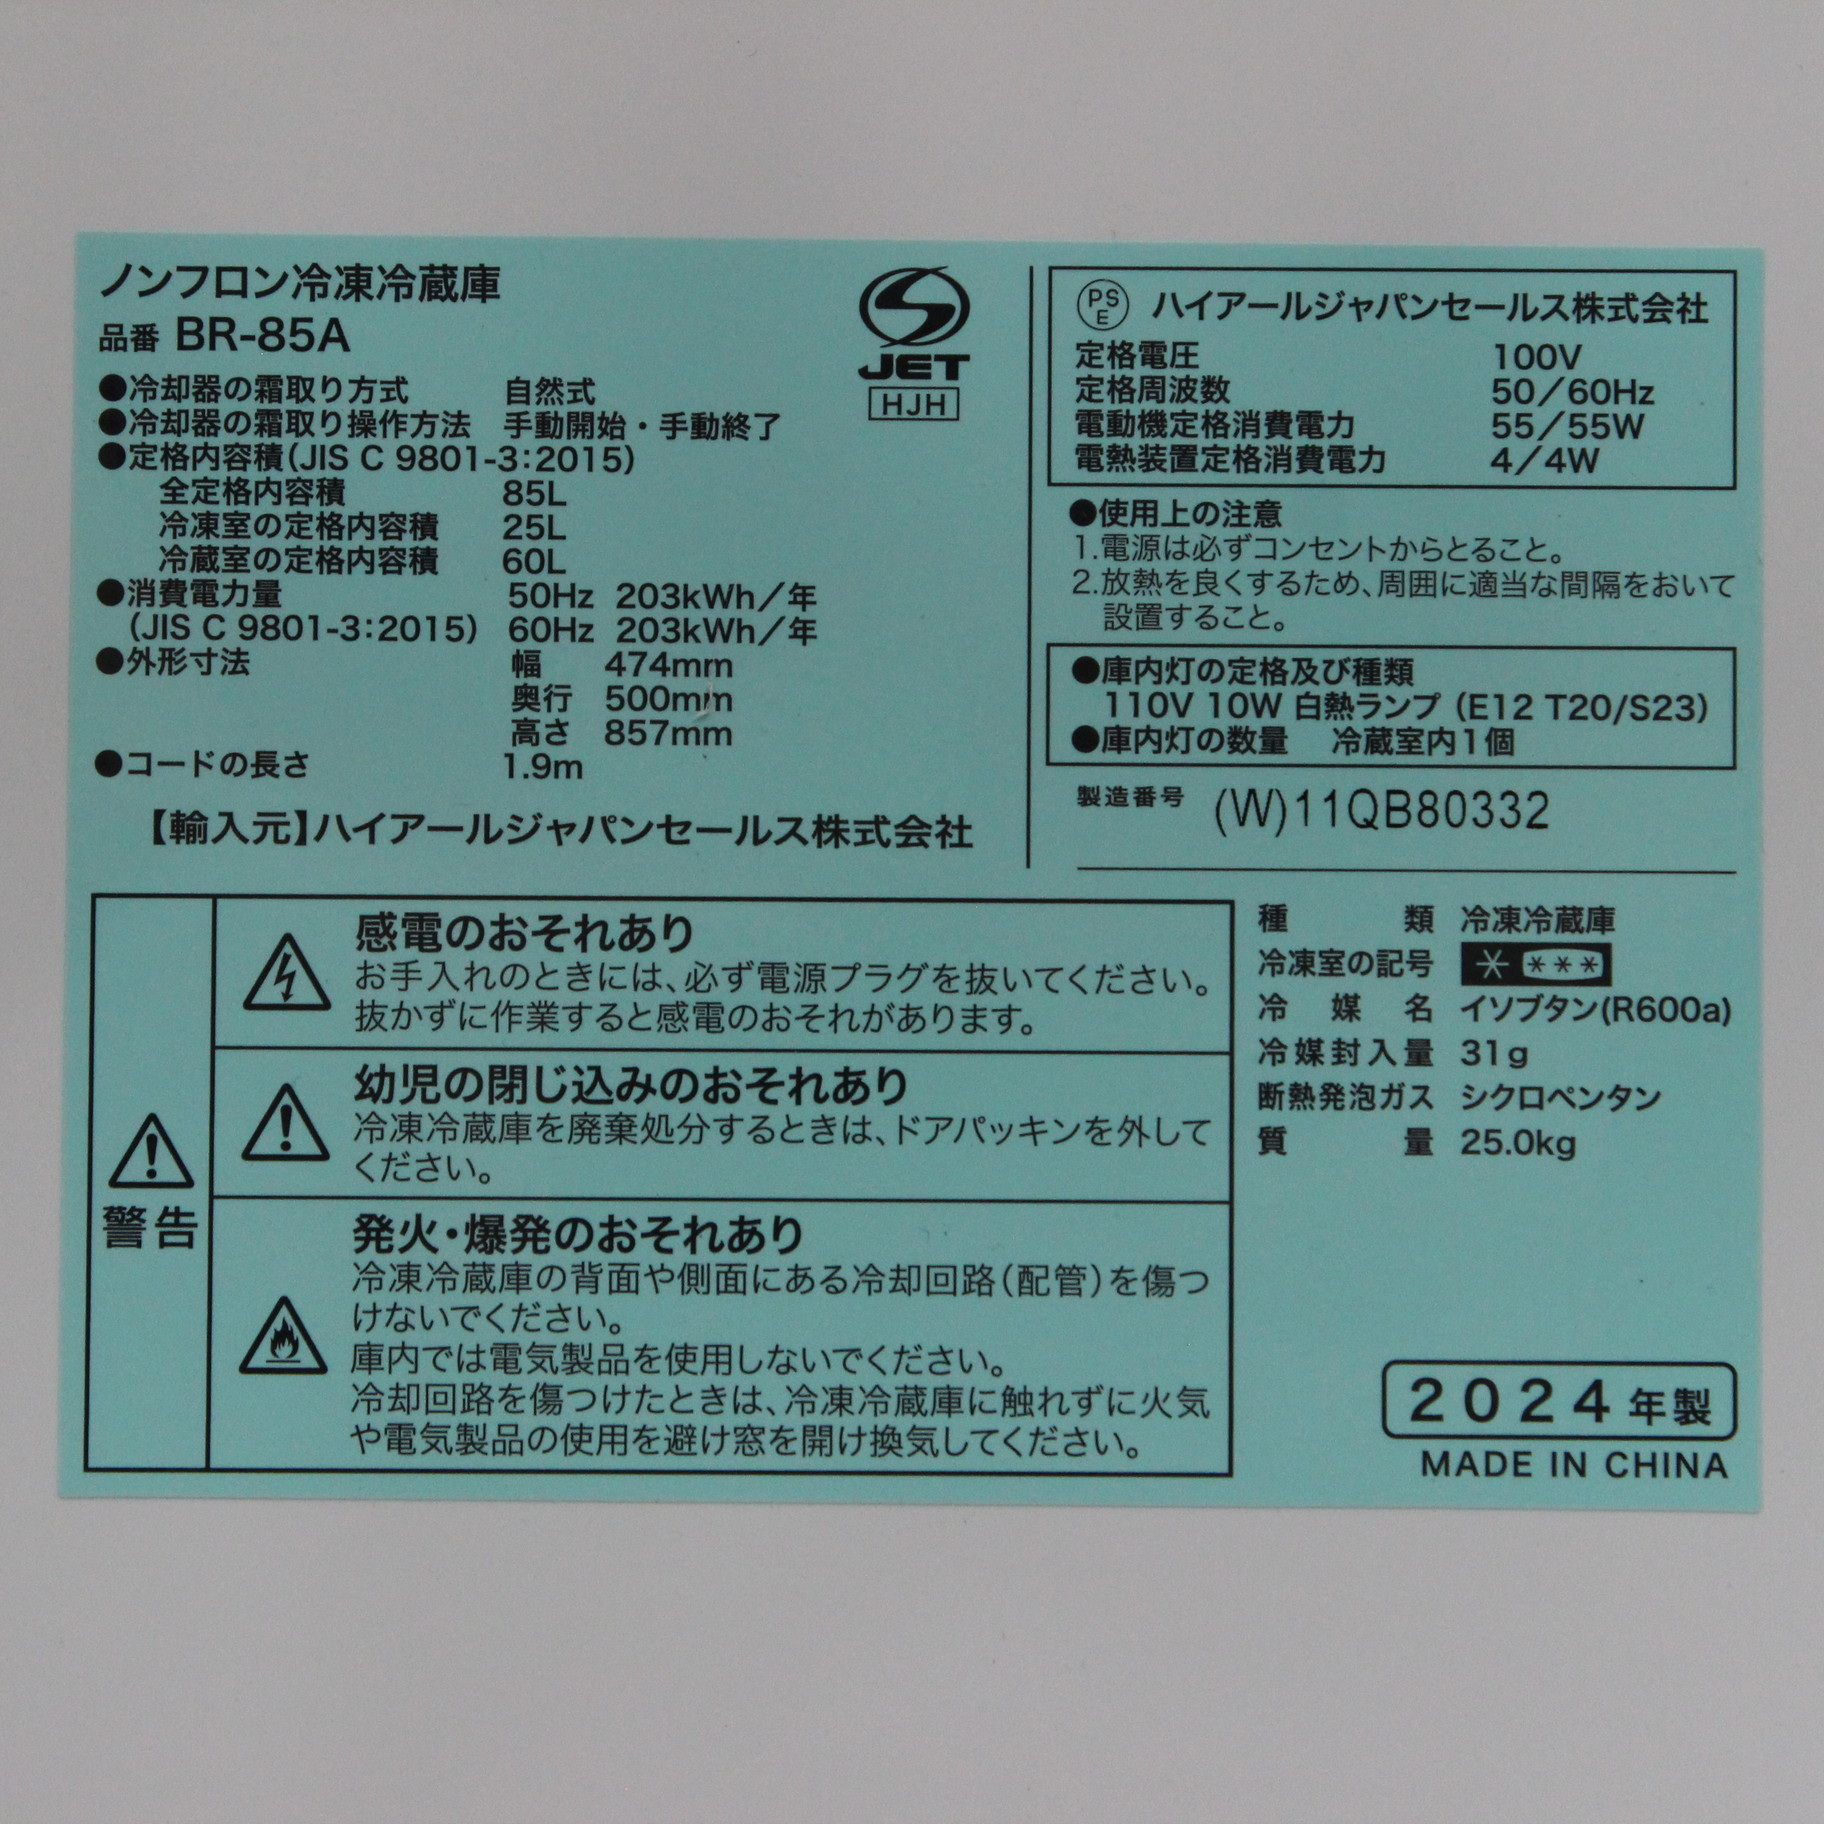 ノンフロン冷凍冷蔵庫
品番 BR-85A
●冷却器の霜取り方式 自然式
●冷却器の霜取り操作方法 手動開始・手動終了
●定格内容積(JIS C 9801-3:2015)
全定格内容積 85L
冷凍室の定格内容積 25L
冷蔵室の定格内容積 60L
●消費電力量 50Hz 203kWh/年
(JIS C 9801-3:2015) 60Hz 203kWh/年
●外形寸法 幅 474mm
奥行 500mm
高さ 857mm
●コードの長さ 1.9m
【輸入元】ハイアールジャパンセールス株式会社
JET
HJH
PSE ハイアールジャパンセールス株式会社
定格電圧 100V
定格周波数 50/60Hz
電動機定格消費電力 55/55W
電熱装置定格消費電力 4/4W
●使用上の注意
1.電源は必ずコンセントからとること。
2.放熱を良くするため、周囲に適当な間隔をおいて
設置すること。
●庫内灯の定格及び種類
110V 10W 白熱ランプ (E12 T20/S23)
●庫内灯の数量 冷蔵室内1個
製造番号 (W)11QB80332
警告
感電のおそれあり
お手入れのときには、必ず電源プラグを抜いてください。
抜かずに作業すると感電のおそれがあります。
幼児の閉じ込みのおそれあり
冷凍冷蔵庫を廃棄処分するときは、ドアパッキンを外して
ください。
発火・爆発のおそれあり
冷凍冷蔵庫の背面や側面にある冷却回路(配管)を傷つ
けないでください。
庫内では電気製品を使用しないでください。
冷却回路を傷つけたときは、冷凍冷蔵庫に触れずに火気
や電気製品の使用を避け窓を開け換気してください。
種類 冷凍冷蔵庫
冷凍室の記号 * ***
冷媒名 イソブタン(R600a)
冷媒封入量 31g
断熱発泡ガス シクロペンタン
質量 25.0kg
2024年製
MADE IN CHINA